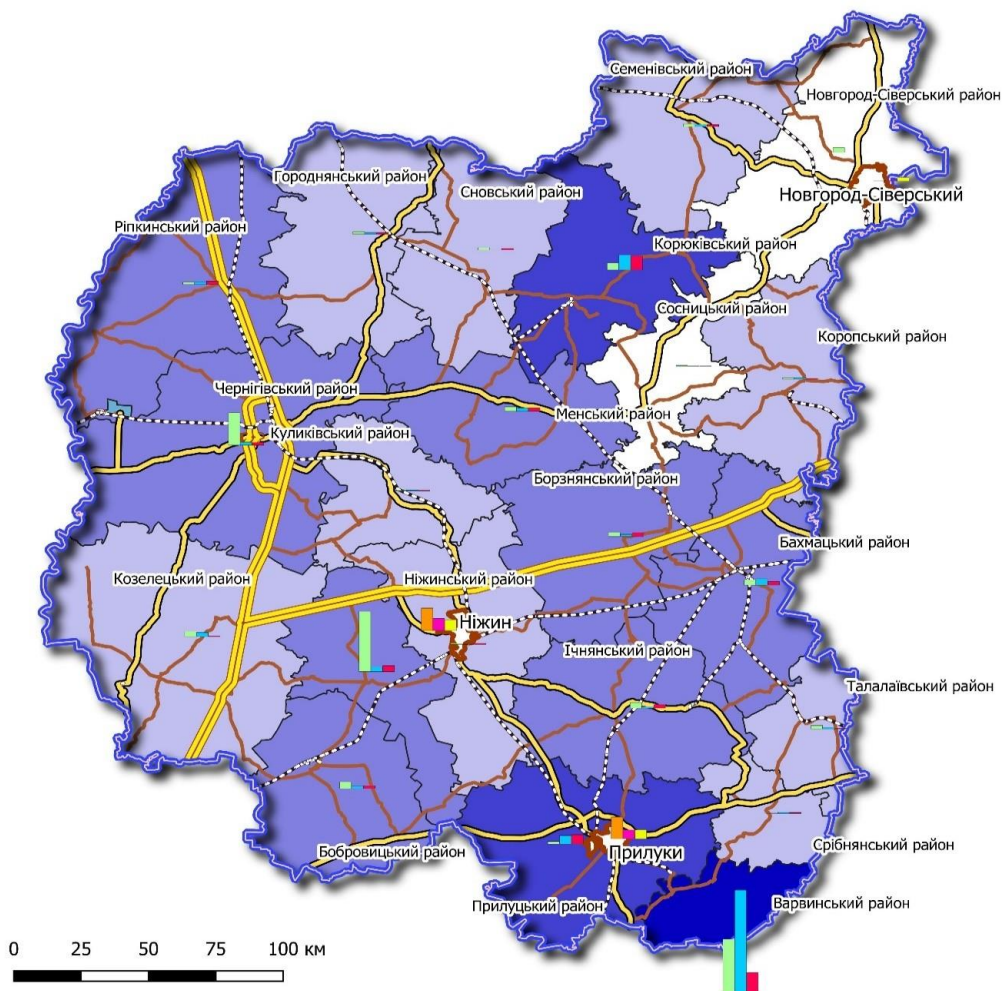 Семенівський район
Новгород-Сіверський район
Городнянський район
Сновський район
Новгород-Сіверський
Ріпкинський район
Корюківський район
Сосницький район
Коропський район
Чернігівський район
Менський район
Куликівський район
Борзнянський район
Бахмацький район
Козелецький район
Ніжинський район
Ніжин
Ічнянський район
Талалаївський район
Срібнянський район
Бобровицький район
Прилуки
Прилуцький район
Варвинський район
0 25 50 75 100 км